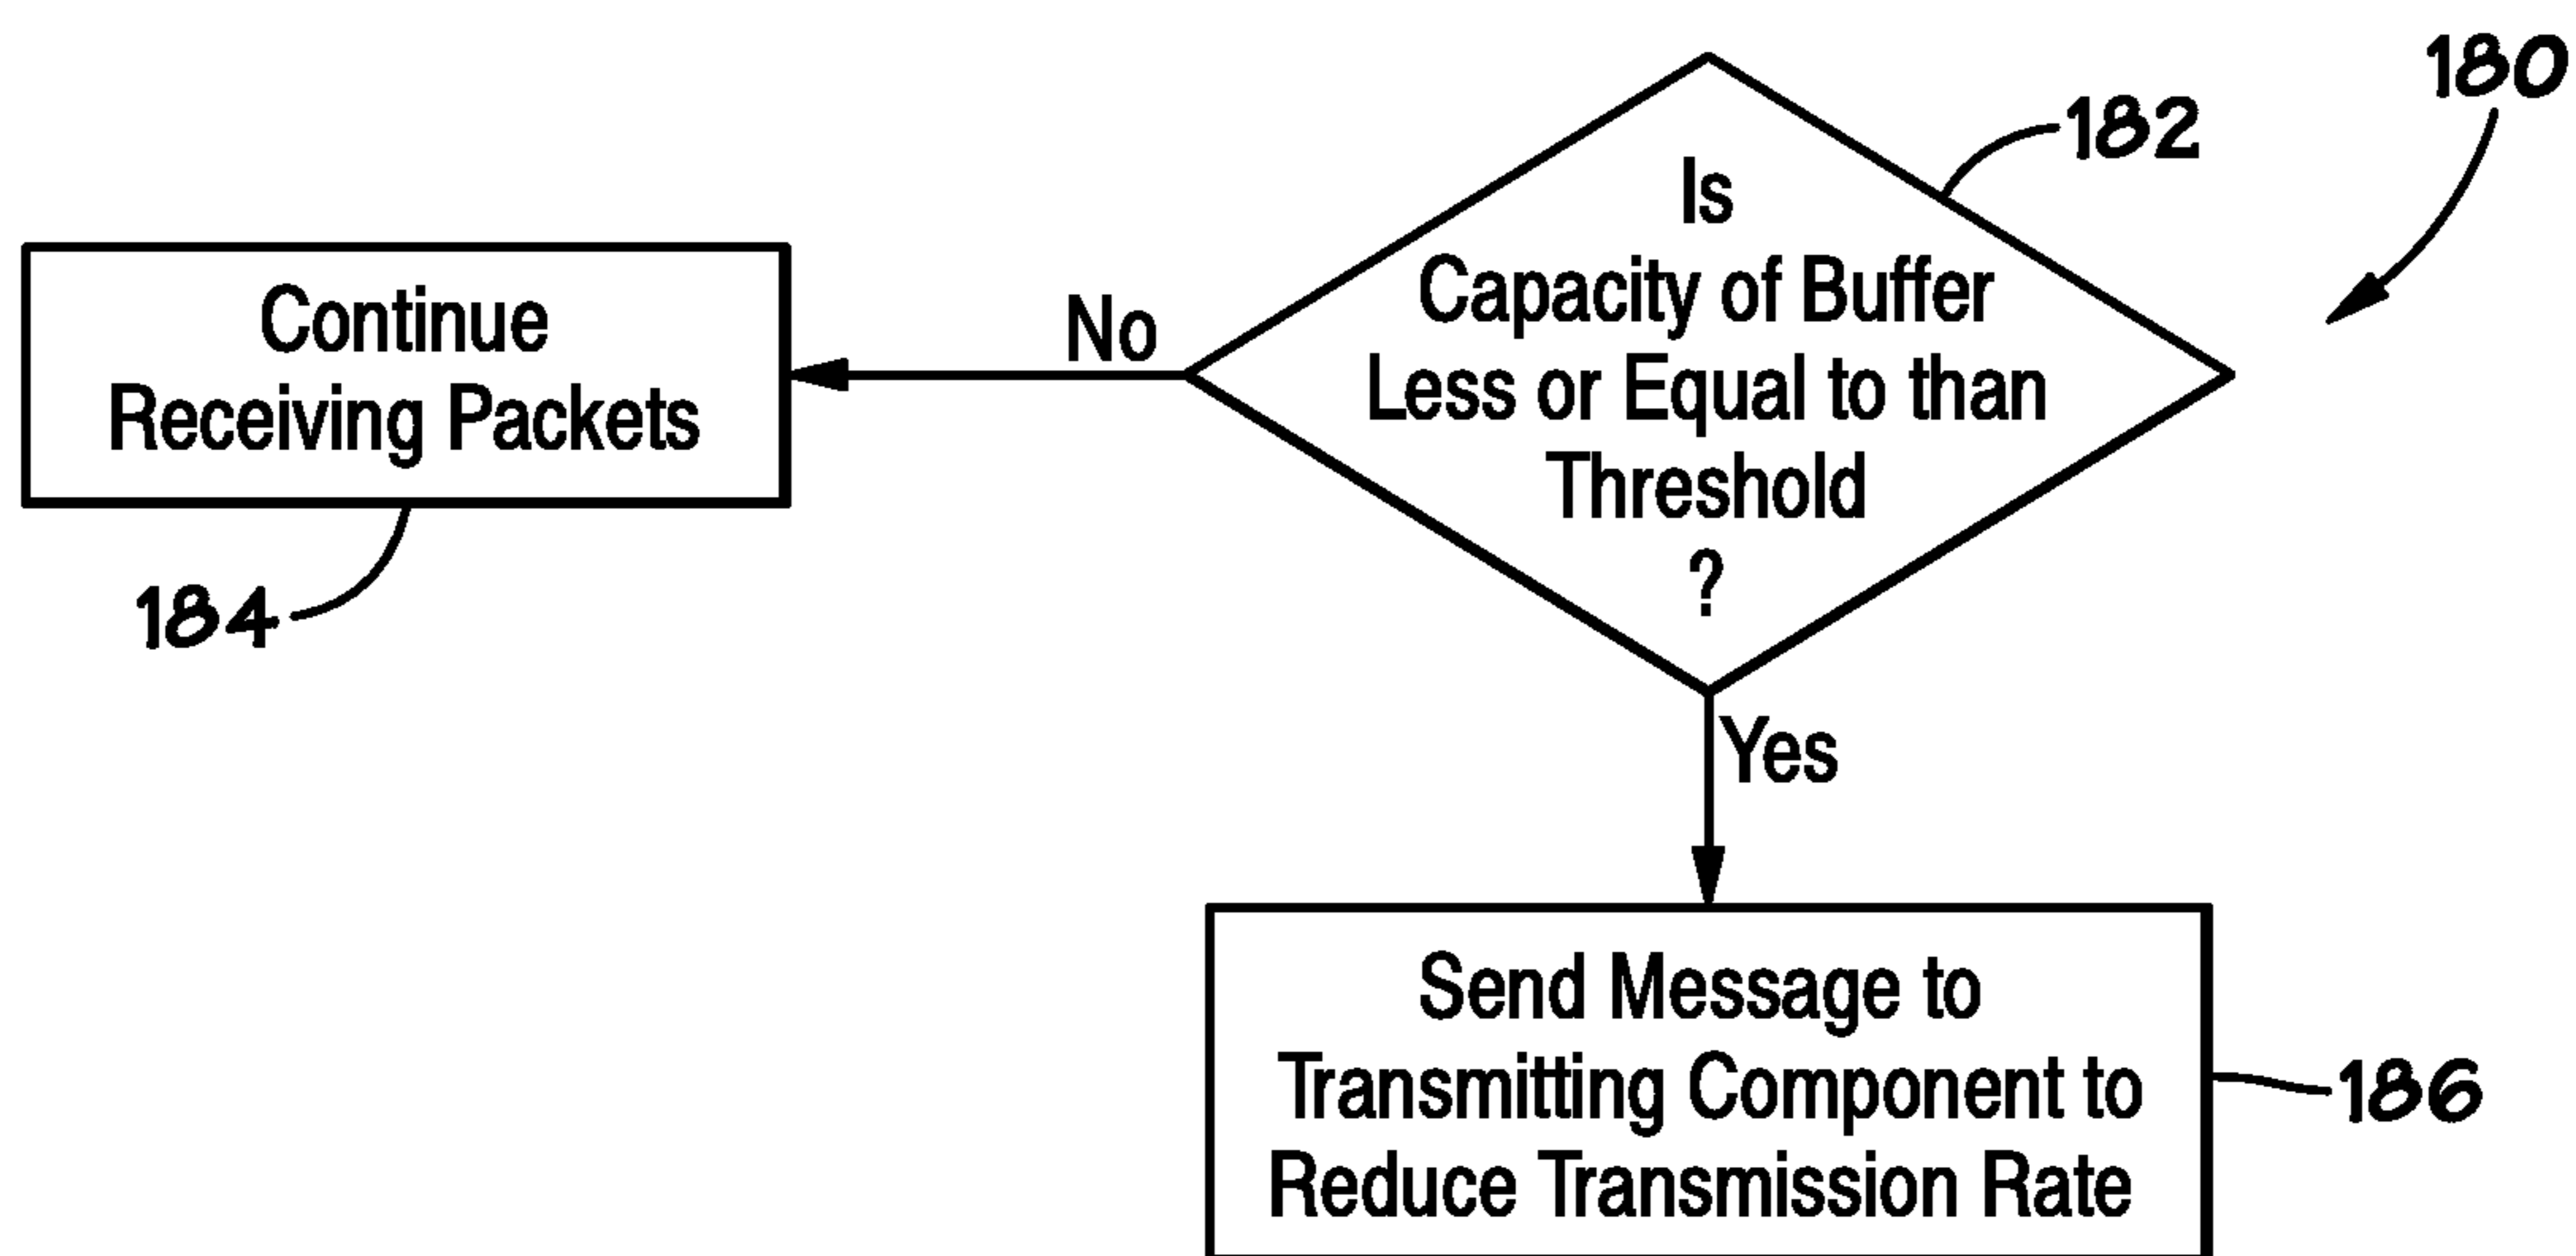 180
182
Is
Capacity of Buffer
Less or Equal to than
Threshold
?
No
Continue
Receiving Packets
184
Yes
Send Message to
Transmitting Component to
Reduce Transmission Rate
186